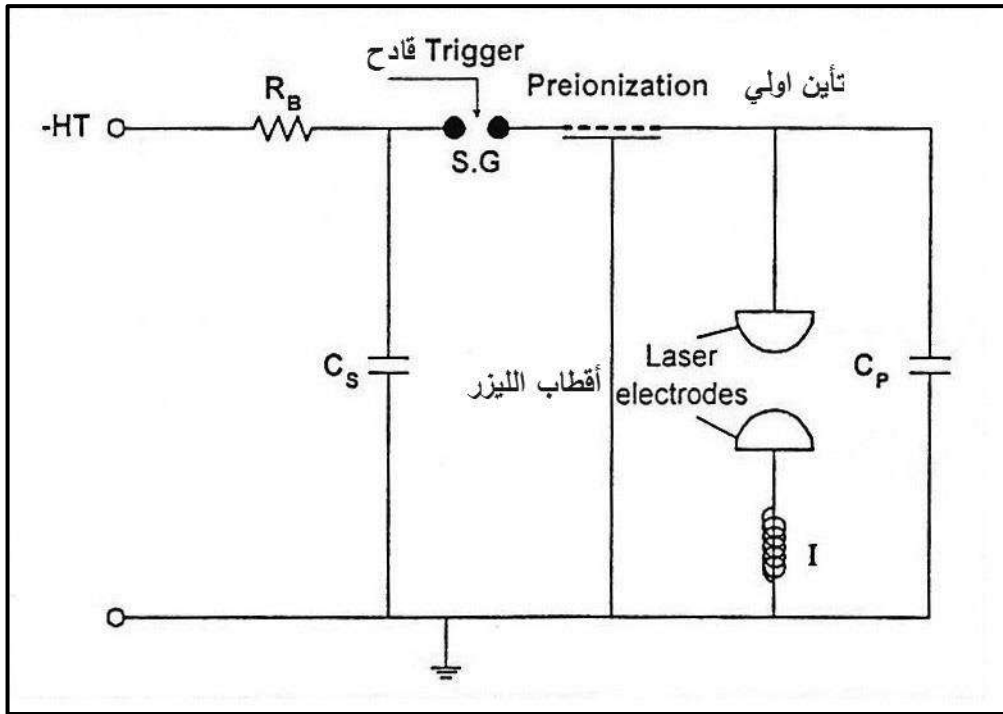 قادح Trigger
Preionization تأين اولي
R_B
-HT
S.G
C_S
أقطاب الليزر
Laser
electrodes
C_P
I